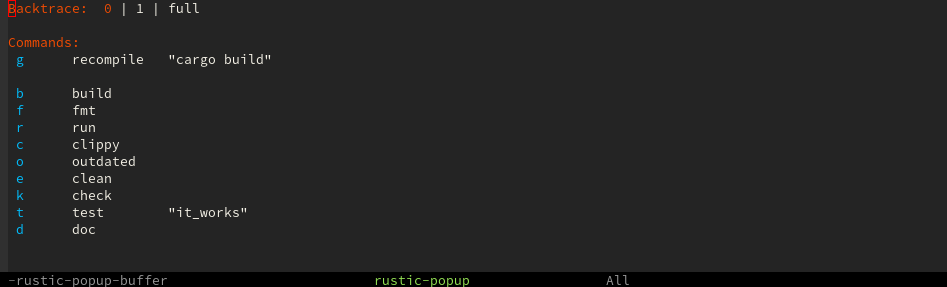 Backtrace:  0 | 1 | full
Commands:
g      recompile   "cargo build"
b      build
f      fmt
r      run
c      clippy
o      outdated
e      clean
k      check
t      test        "it_works"
d      doc
-rustic-popup-buffer                          rustic-popup                 All